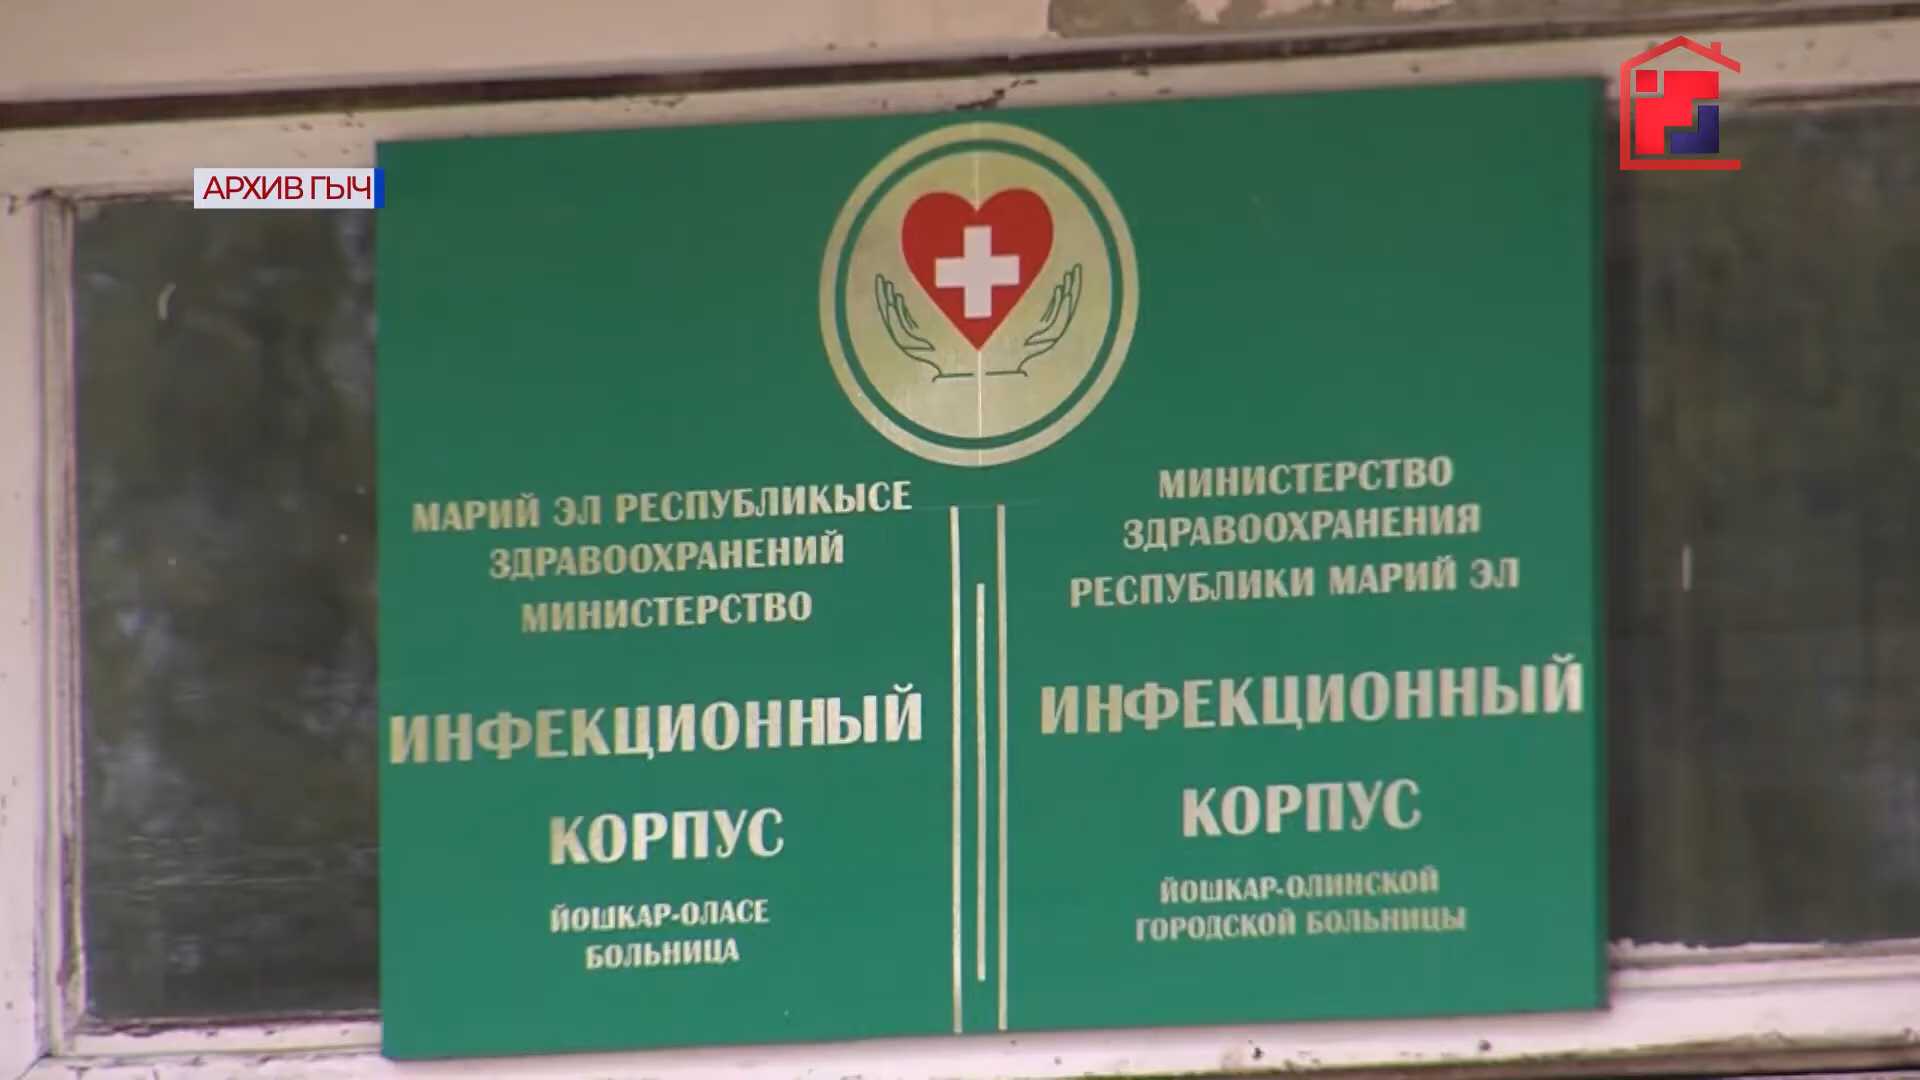 АРХИВ ГЫЧ
МАРИЙ ЭЛ РЕСПУБЛИКЫСЕ
ЗДРАВООХРАНЕНИЙ
МИНИСТЕРСТВО
ИНФЕКЦИОННЫЙ
КОРПУС
ЙОШКАР-ОЛАСЕ
БОЛЬНИЦА
МИНИСТЕРСТВО
ЗДРАВООХРАНЕНИЯ
РЕСПУБЛИКИ МАРИЙ ЭЛ
ИНФЕКЦИОННЫЙ
КОРПУС
ЙОШКАР-ОЛИНСКОЙ
ГОРОДСКОЙ БОЛЬНИЦЫ